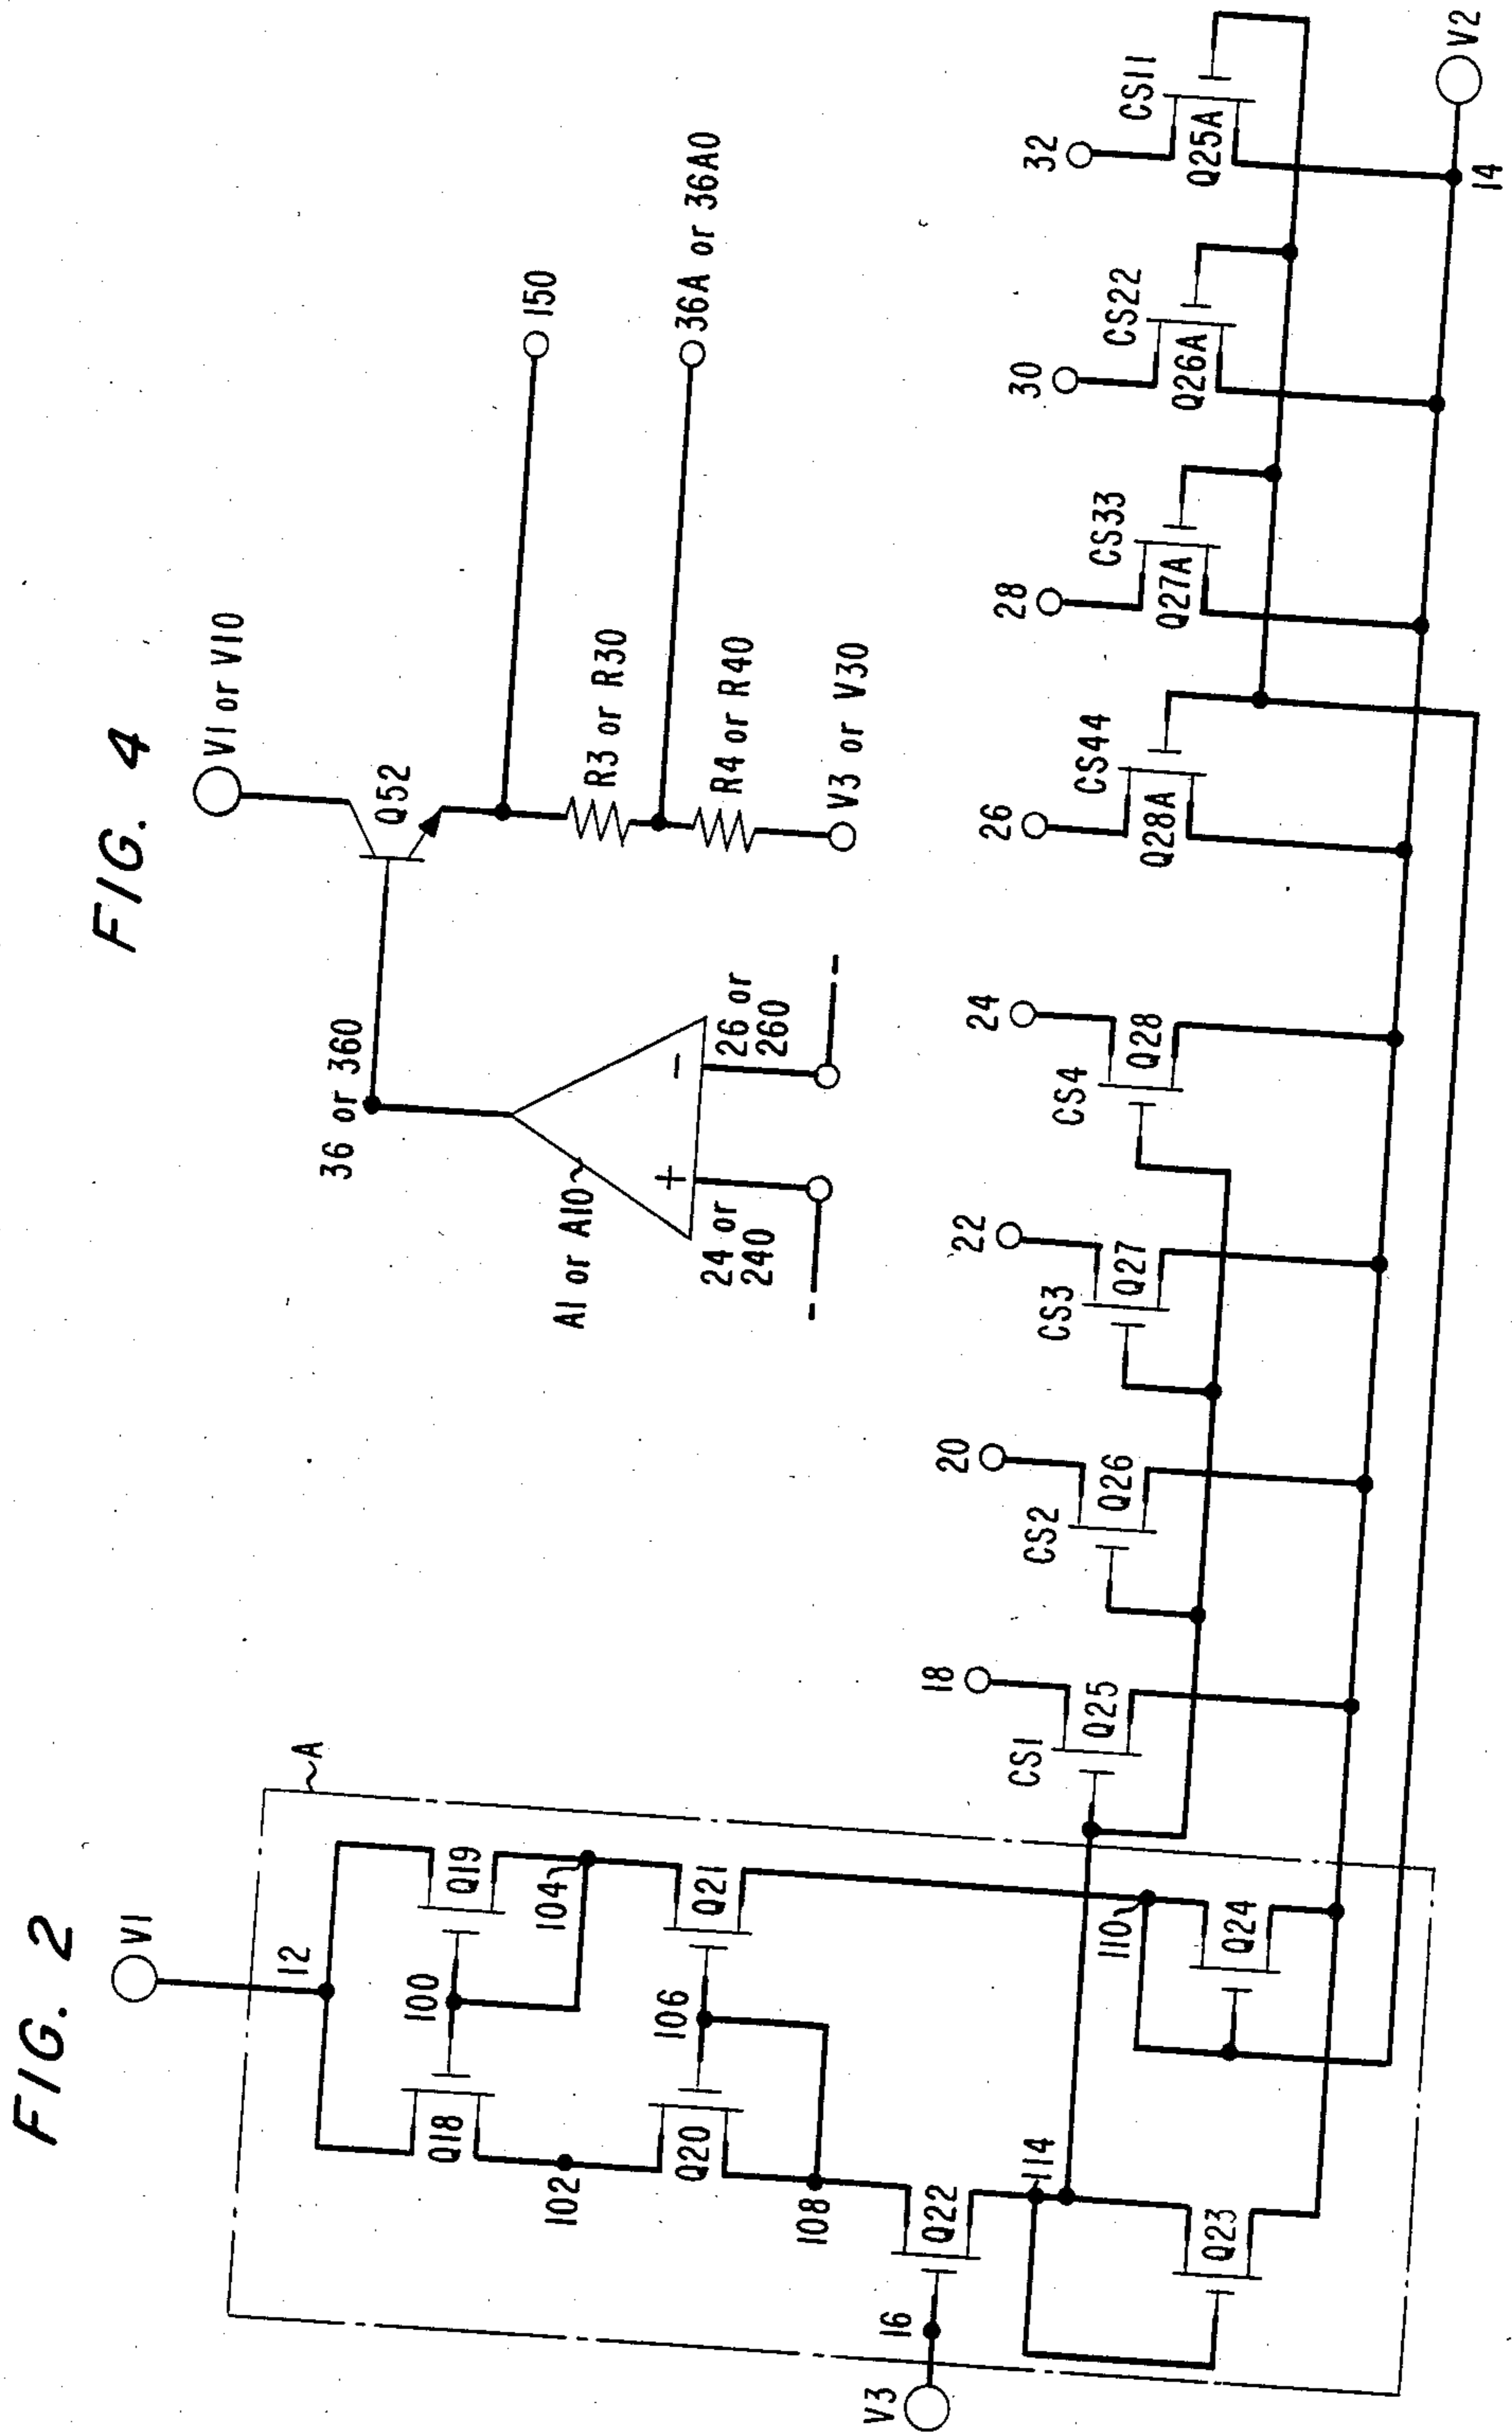 FIG. 4
V1 or V10
Q52
36 or 360
A1 or A10
+
-
24 or
240
26 or
260
150
R3 or R30
36A or 36A0
R4 or R40
V3 or V30
FIG. 2
V1
A
12
Q18
100
Q19
104
102
Q20
106
Q21
108
16
V3
Q22
114
110
Q23
Q24
18
CS1
Q25
20
CS2
Q26
22
CS3
Q27
24
CS4
Q28
26
CS44
Q28A
28
CS33
Q27A
30
CS22
Q26A
32
CS11
Q25A
14
V2